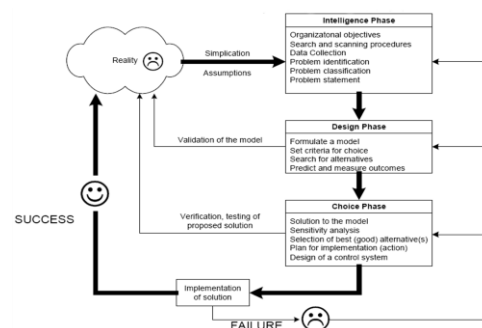 Intelligence Phase
Organizatonal objectives
Search and scanning procedures
Data Collection
Problem identification
Problem classification
Problem statement
Reality
Simplication
Assumptions
Design Phase
Formulate a model
Set criteria for choice
Search for alternatives
Predict and measure outcomes
Validation of the model
Choice Phase
Solution to the model
Sensitivity analysis
Selection of best (good) alternative(s)
Plan for implementation (action)
Design of a control system
Verification, testing of
proposed solution
SUCCESS
Implementation
of solution
FAILURE